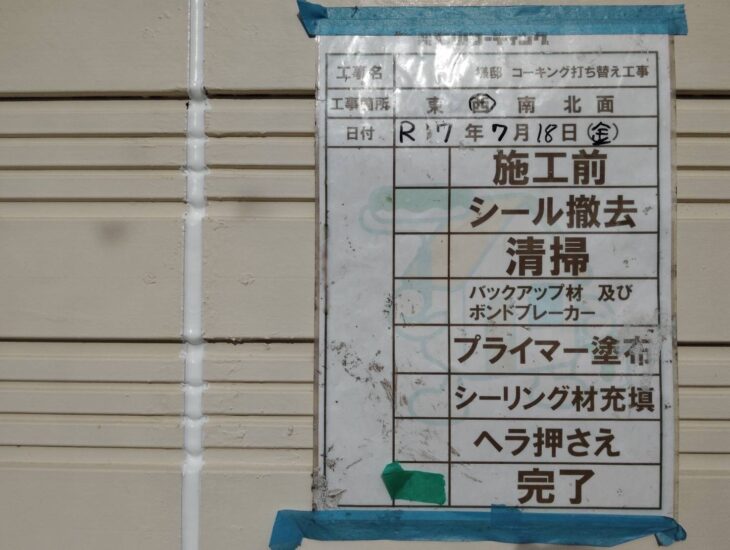 工事名 様邸 コーキング打ち替え工事
工事箇所 東 西 南 北 面
日付 R 7 年 7 月 18 日 (金)
施工前
シール撤去
清掃
バックアップ材 及び
ボンドブレーカー
プライマー塗布
シーリング材充填
ヘラ押さえ
完了